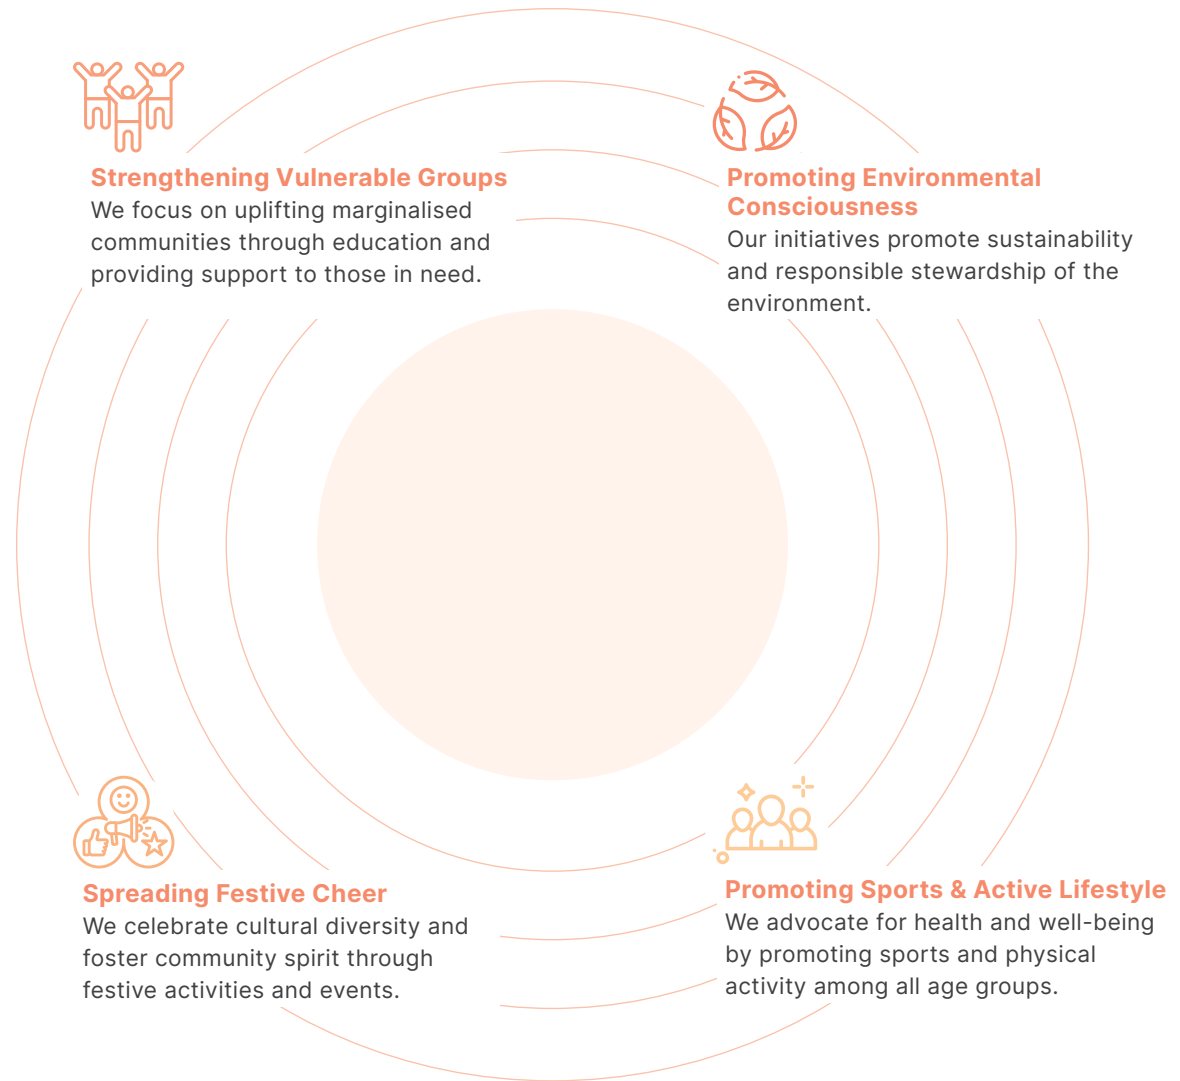 Strengthening Vulnerable Groups
We focus on uplifting marginalised
communities through education and
providing support to those in need.
Promoting Environmental
Consciousness
Our initiatives promote sustainability
and responsible stewardship of the
environment.
Spreading Festive Cheer
We celebrate cultural diversity and
foster community spirit through
festive activities and events.
Promoting Sports & Active Lifestyle
We advocate for health and well-being
by promoting sports and physical
activity among all age groups.